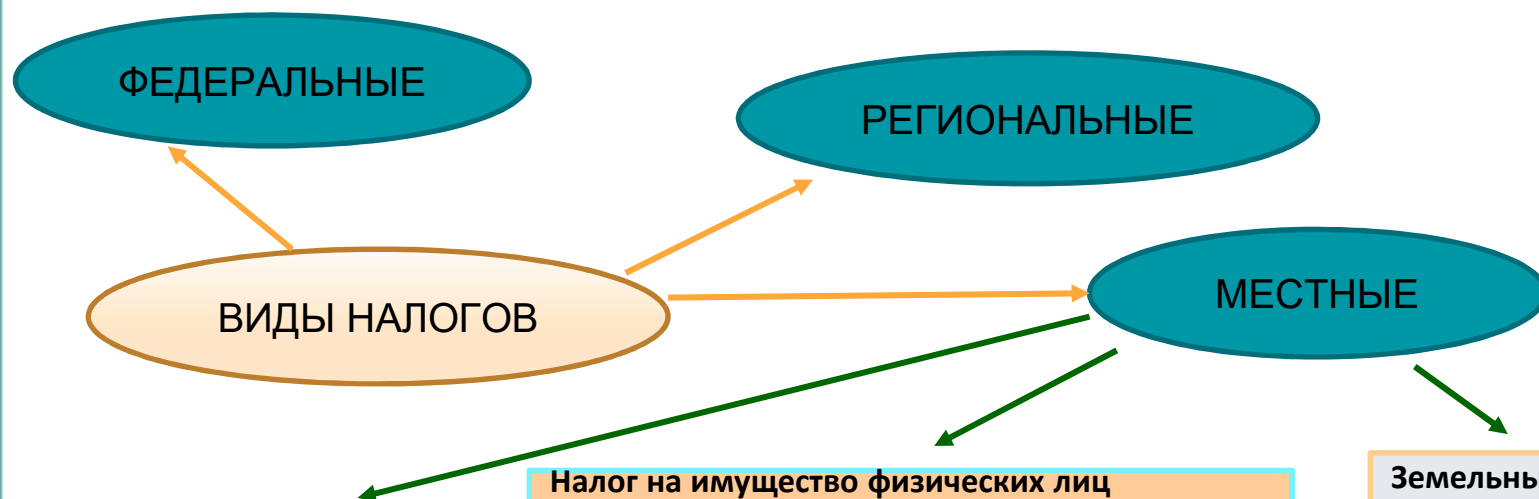 ФЕДЕРАЛЬНЫЕ
РЕГИОНАЛЬНЫЕ
ВИДЫ НАЛОГОВ
МЕСТНЫЕ
Налог на имущество физических лиц